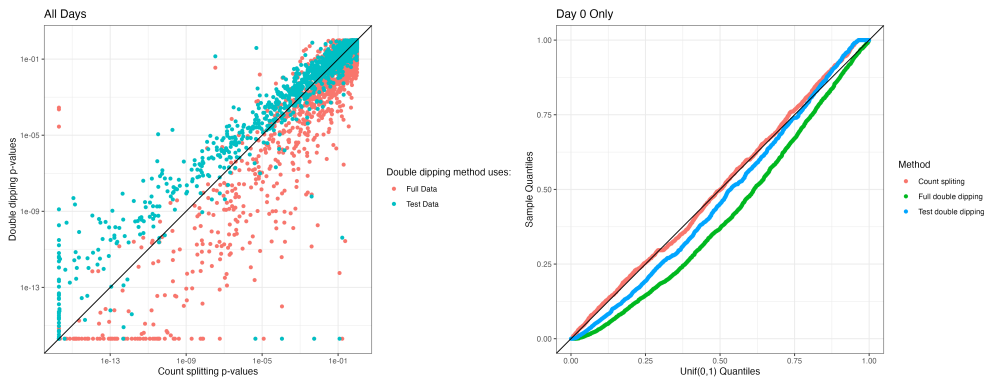 All Days
1e-01
1e-05
1e-09
1e-13
Double dipping p-values
1e-13
1e-09
1e-05
1e-01
Count splitting p-values
Double dipping method uses:
Full Data
Test Data
Day 0 Only
1.00
0.75
0.50
0.25
0.00
Sample Quantiles
0.00
0.25
0.50
0.75
1.00
Unif(0,1) Quantiles
Method
Count spliting
Full double dipping
Test double dipping